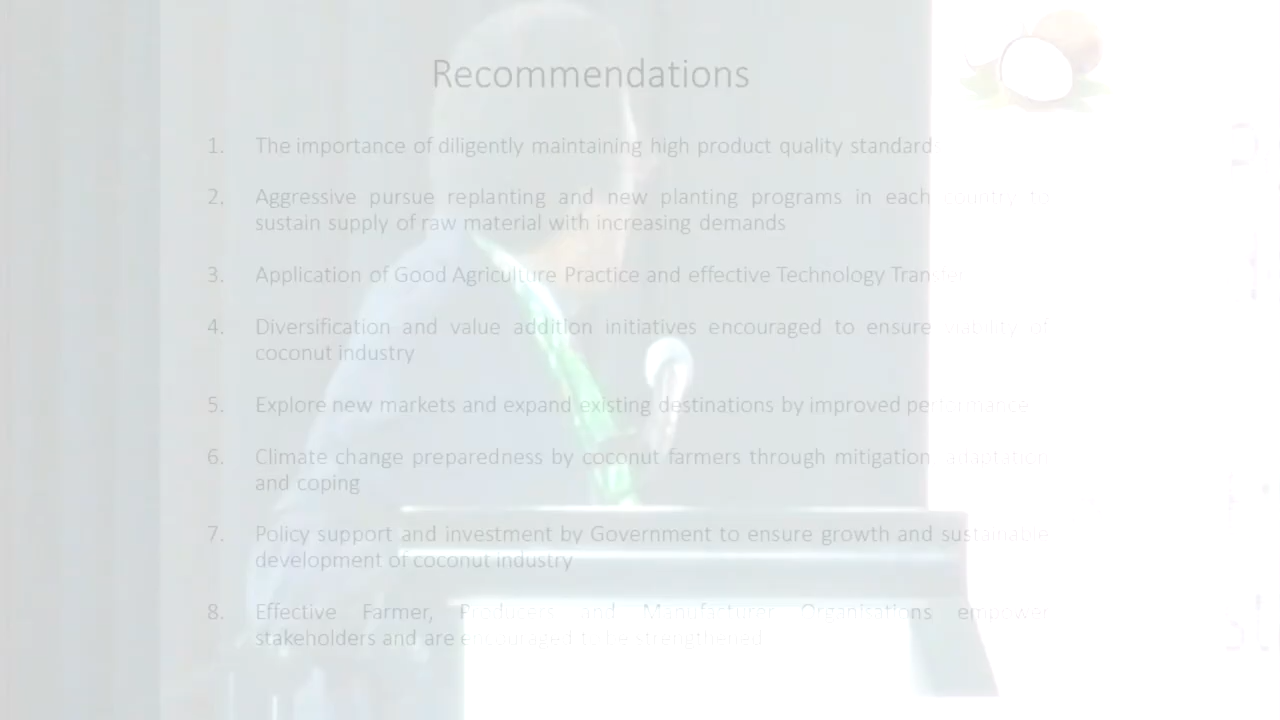 Recommendations
1. The importance of diligently maintaining high product quality standard
2. Aggressive pursue replanting and new planting programs in each country to
sustain supply of raw material with increasing demands
3. Application of Good Agriculture Practice and effective Technology Transfer
4. Diversification and value addition initiatives encouraged to ensure viability of
coconut industry
5. Explore new markets and expand existing destinations by improved performance
6. Climate change preparedness by coconut farmers through mitigation adaptation
and coping
7. Policy support and investment by Government to ensure growth and sustainable
development of coconut industry
8. Effective Farmer, Producers and Manufacturer Organisations empower
stakeholders and are encouraged to be strengthened